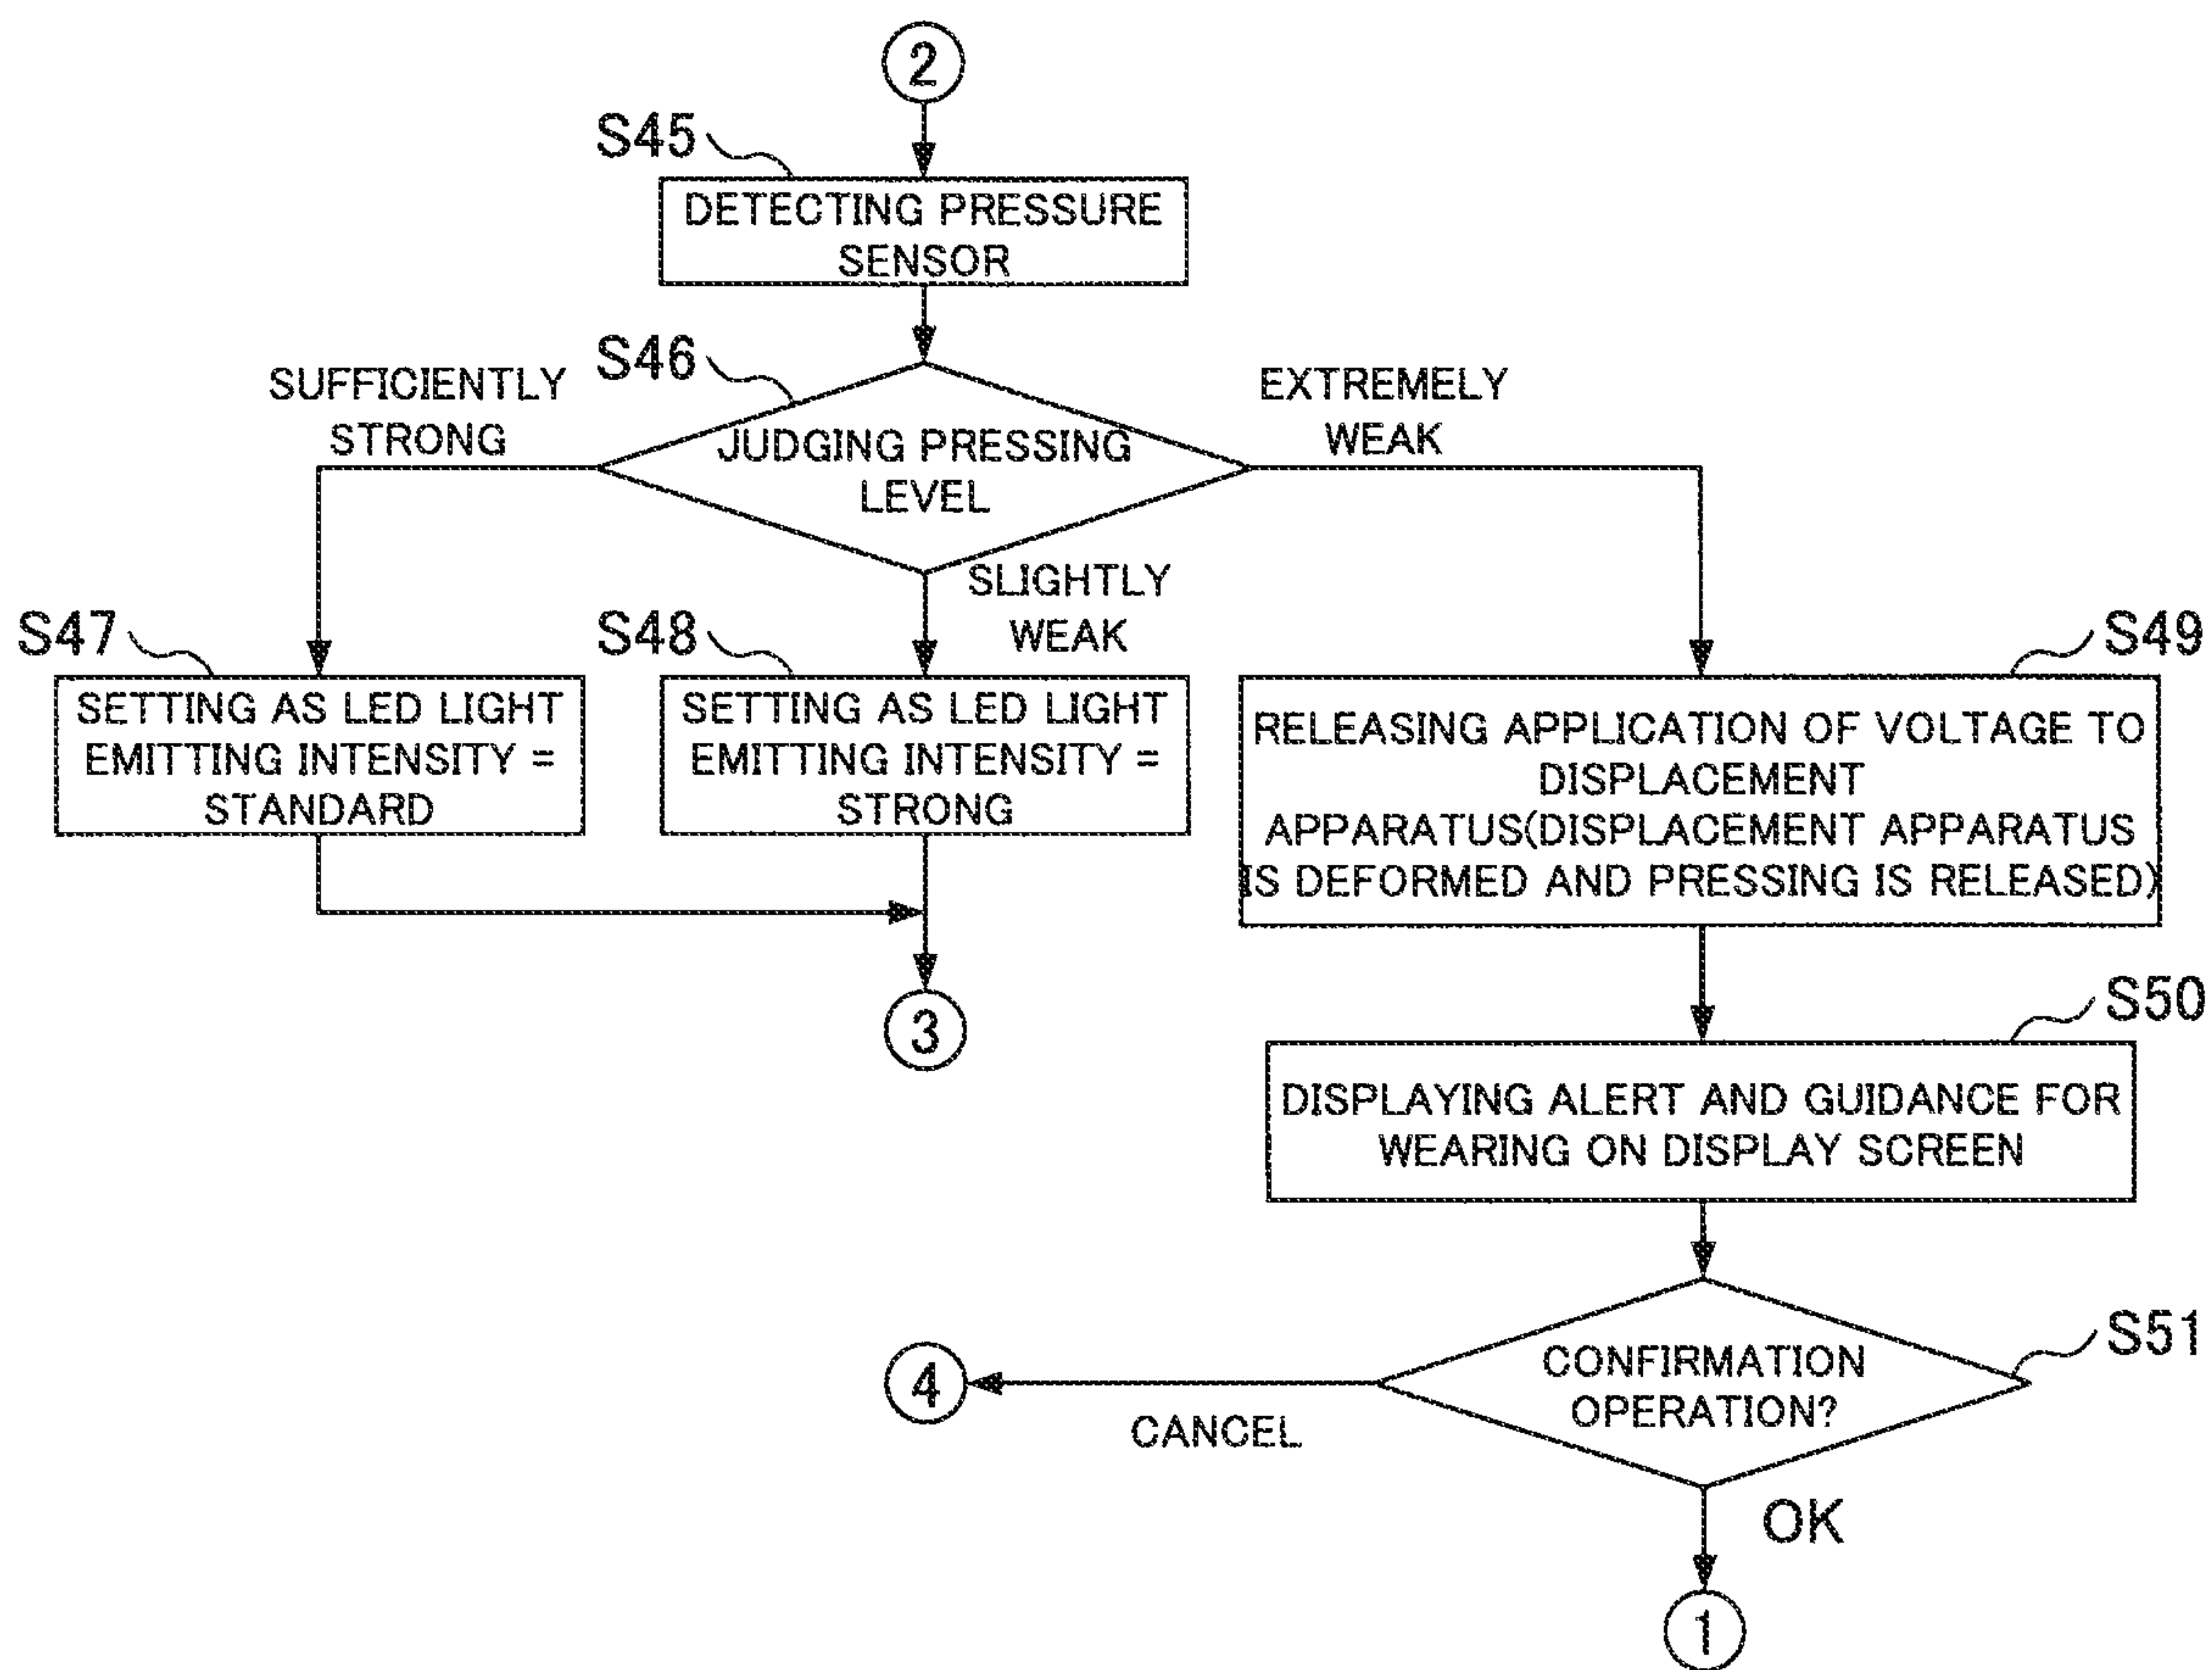 2
S45
DETECTING PRESSURE
SENSOR
S46
SUFFICIENTLY
STRONG
JUDGING PRESSING
LEVEL
EXTREMELY
WEAK
SLIGHTLY
WEAK
S47
SETTING AS LED LIGHT
EMITTING INTENSITY =
STANDARD
S48
SETTING AS LED LIGHT
EMITTING INTENSITY =
STRONG
3
S49
RELEASING APPLICATION OF VOLTAGE TO
DISPLACEMENT
APPARATUS(DISPLACEMENT APPARATUS
IS DEFORMED AND PRESSING IS RELEASED)
S50
DISPLAYING ALERT AND GUIDANCE FOR
WEARING ON DISPLAY SCREEN
S51
CONFIRMATION
OPERATION?
4
CANCEL
OK
1